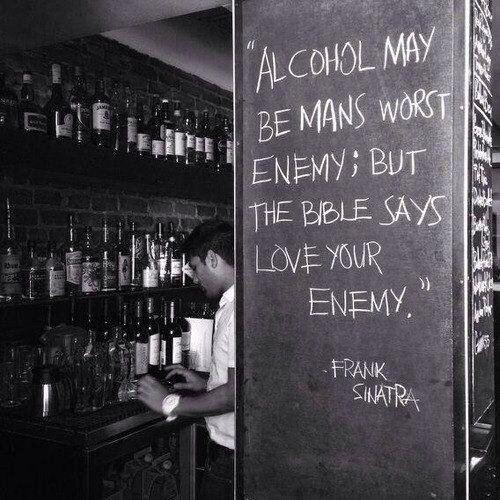 "ALCOHOL MAY
BE MANS WORST
ENEMY; BUT
THE BIBLE SAYS
LOVE YOUR
ENEMY."
-FRANK
SINATRA